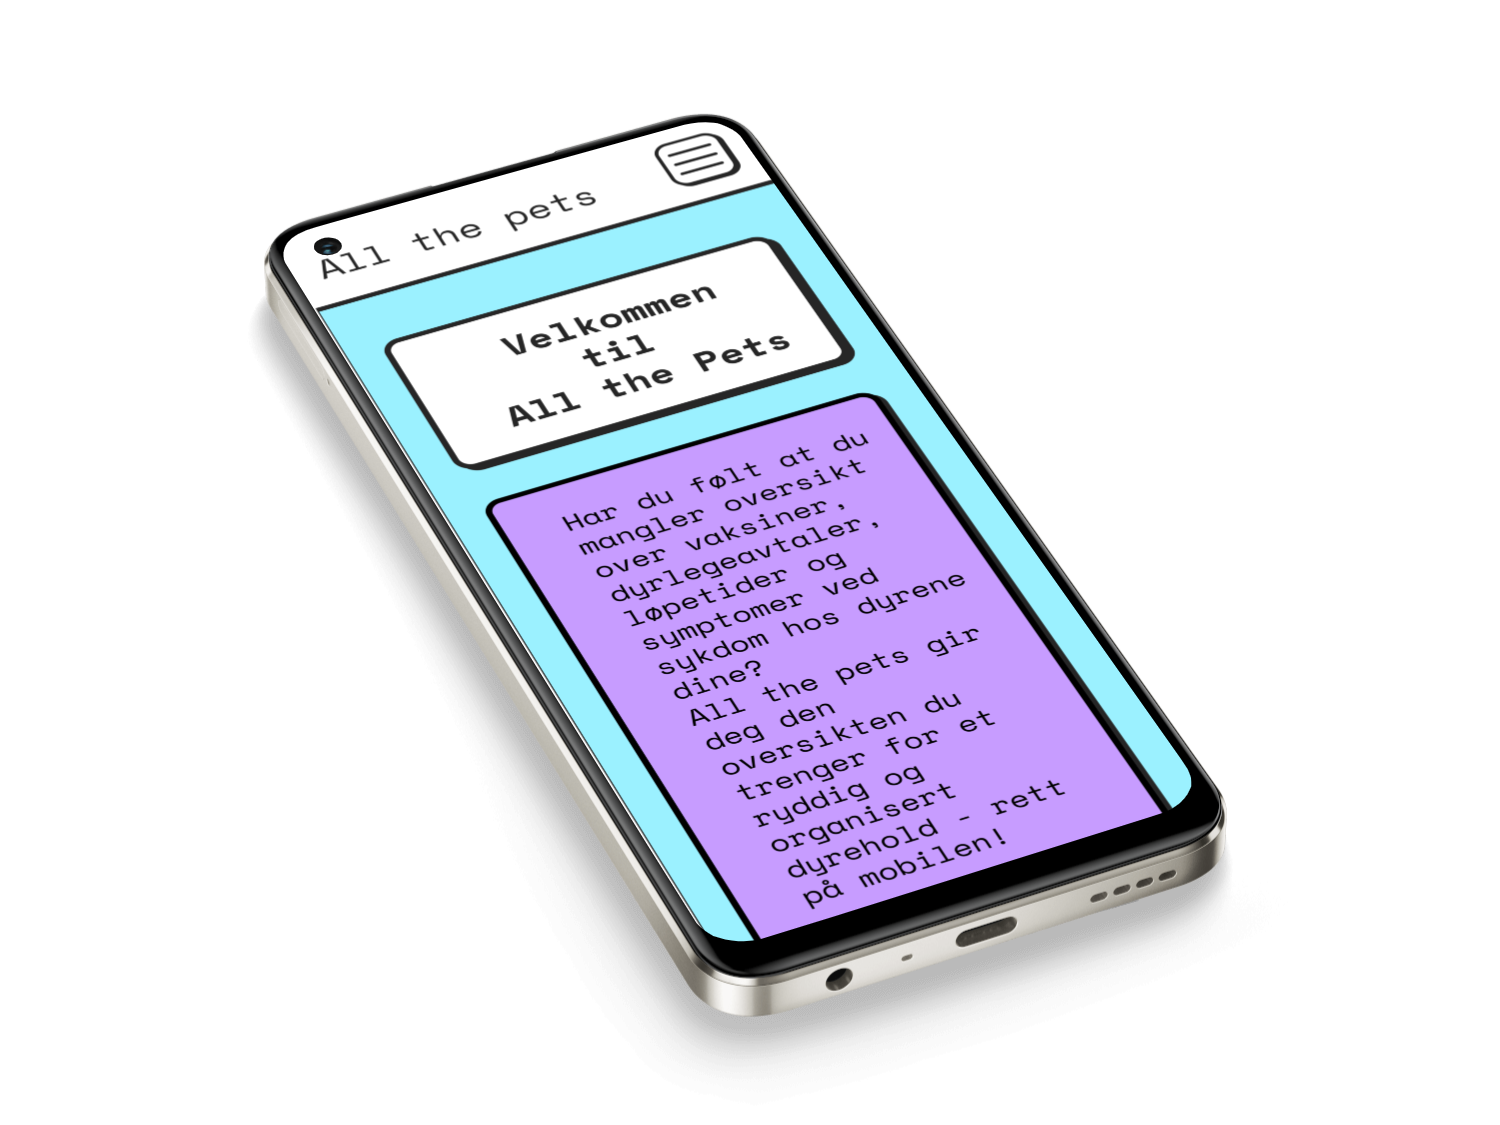 All the pets
Velkommen
til
All the Pets
Har du følt at du
mangler oversikt
over vaksiner,
dyrlegeavtaler,
løpetider og
symptomer ved
sykdom hos dyrene
dine?
All the pets gir
deg den
oversikten du
trenger for et
ryddig og
organisert
dyrehold - rett
på mobilen!